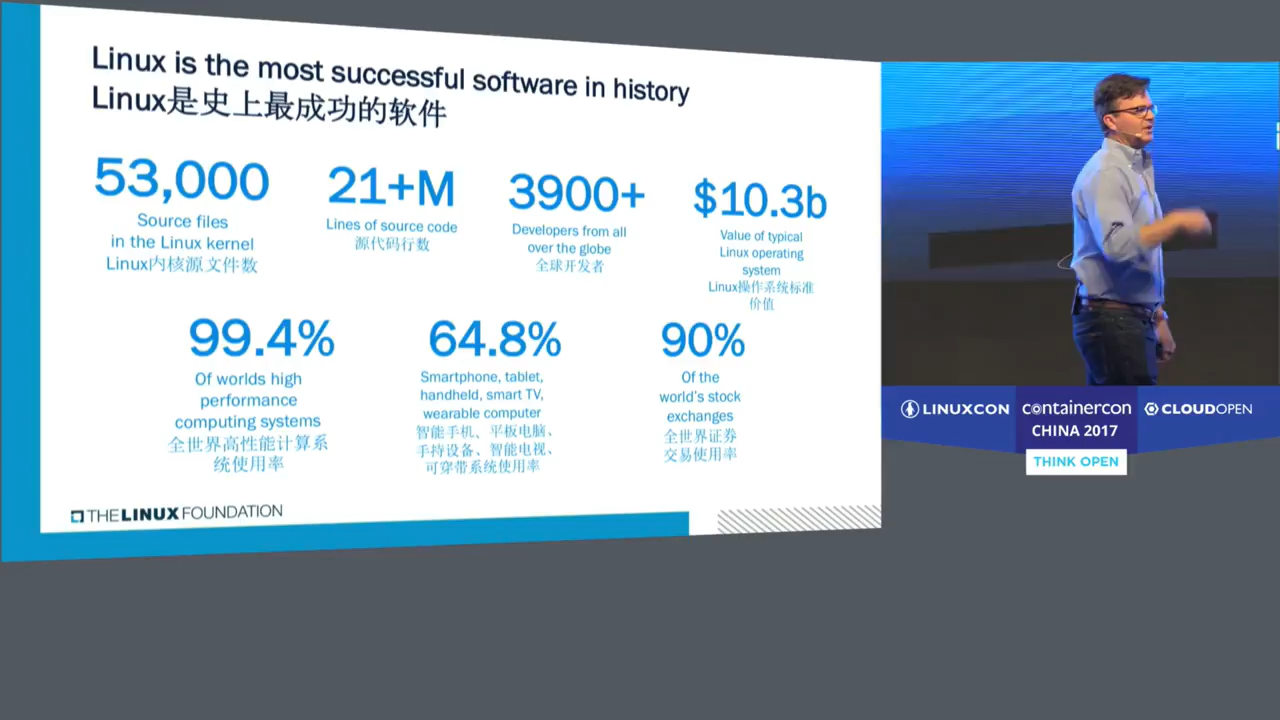 Linux is the most successful software in history
Linux是史上最成功的软件
53,000
Source files
in the Linux kernel
Linux内核源文件数
21+M
Lines of source code
源代码行数
3900+
Developers from all
over the globe
全球开发者
$10.3b
Value of typical
Linux operating
system
Linux操作系统标准
价值
99.4%
Of worlds high
performance
computing systems
全世界高性能计算系
统使用率
64.8%
Smartphone, tablet,
handheld, smart TV,
wearable computer
智能手机、平板电脑、
手持设备、智能电视、
可穿带系统使用率
90%
Of the
world's stock
exchanges
全世界证券
交易使用率
THE LINUX FOUNDATION
LINUXCON
containercon
CHINA 2017
CLOUDOPEN
THINK OPEN